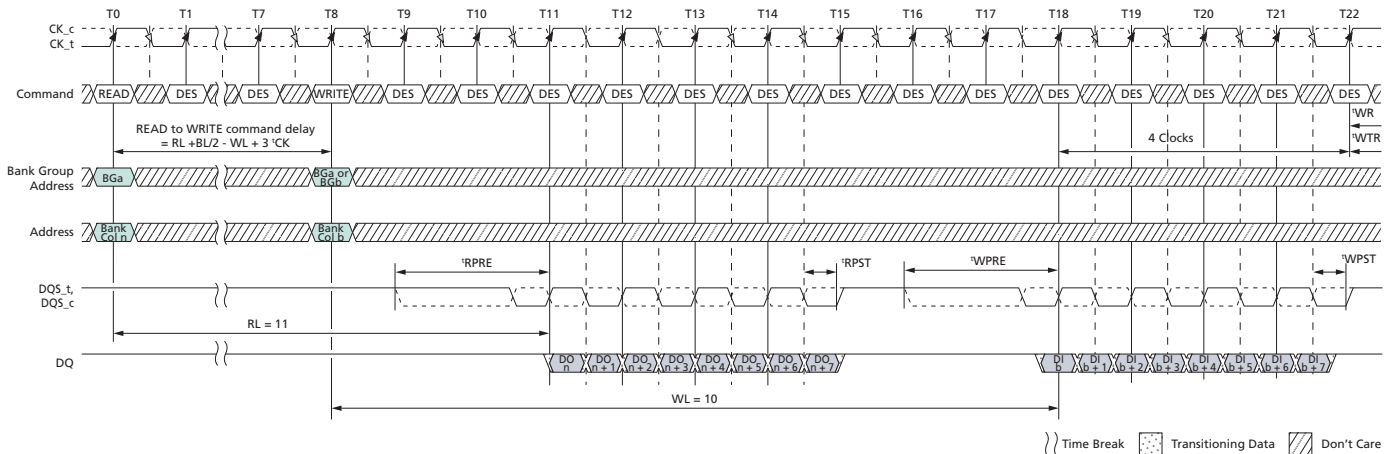 T0 T1 T7 T8 T9 T10 T11 T12 T13 T14 T15 T16 T17 T18 T19 T20 T21 T22
CK_c
CK_t
Command READ DES DES WRITE DES DES DES DES DES DES DES DES DES DES DES DES DES DES
READ to WRITE command delay
= RL +BL/2 - WL + 3 tCK
tWR
4 Clocks tWTR
Bank Group
Address
BGa
BGa or
BGb
Address
Bank
Col n
Bank
Col b
tRPRE tRPST tWPRE tWPST
DQS_t,
DQS_c
RL = 11
DQ
DO
n
DO
n + 1
DO
n + 2
DO
n + 3
DO
n + 4
DO
n + 5
DO
n + 6
DO
n + 7
DI
b
DI
b + 1
DI
b + 2
DI
b + 3
DI
b + 4
DI
b + 5
DI
b + 6
DI
b + 7
WL = 10
Time Break Transitioning Data Don't Care